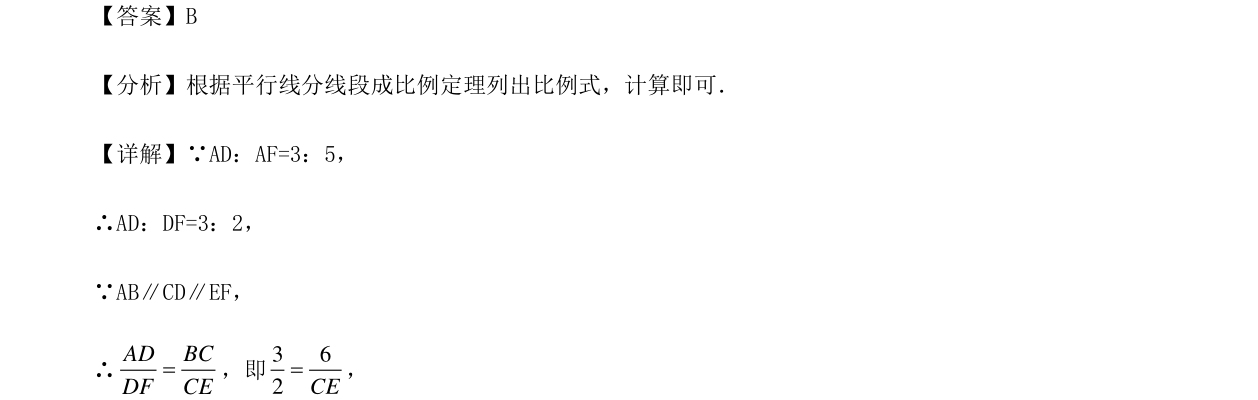 【答案】B
【分析】根据平行线分线段成比例定理列出比例式，计算即可．
【详解】∵AD：AF=3：5，
∴AD：DF=3：2，
∵AB∥CD∥EF，
∴AD/DF=BC/CE，即3/2=6/CE，